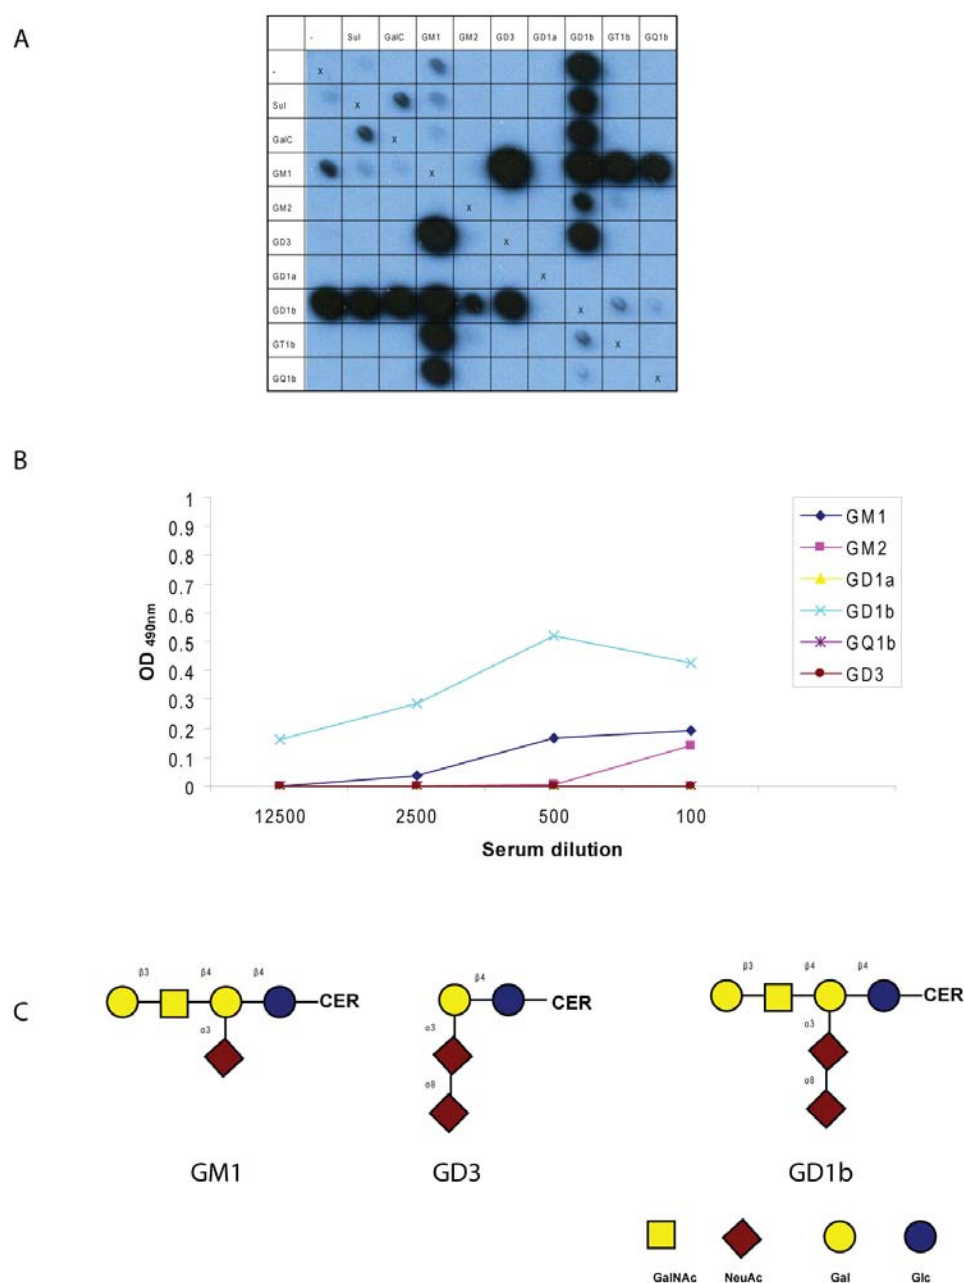 A
- Sul GalC GM1 GM2 GD3 GD1a GD1b GT1b GQ1b
- X
Sul X
GalC X
GM1 X
GM2 X
GD3 X
GD1a X
GD1b X
GT1b X
GQ1b X
B
1
0.9
0.8
0.7
0.6
0.5
0.4
0.3
0.2
0.1
0
OD 490nm
12500 2500 500 100
Serum dilution
GM1
GM2
GD1a
GD1b
GQ1b
GD3
C
β3 β4 β4
CER
α3
GM1
β4
CER
α3
α8
GD3
β3 β4 β4
CER
α3
α8
GD1b
GalNAc NeuAc Gal Glc